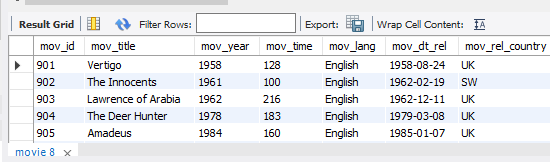 Result Grid Filter Rows: Export: Wrap Cell Content: IA
mov_id mov_title mov_year mov_time mov_lang mov_dt_rel mov_rel_country
901 Vertigo 1958 128 English 1958-08-24 UK
902 The Innocents 1961 100 English 1962-02-19 SW
903 Lawrence of Arabia 1962 216 English 1962-12-11 UK
904 The Deer Hunter 1978 183 English 1979-03-08 UK
905 Amadeus 1984 160 English 1985-01-07 UK
movie 8 ×